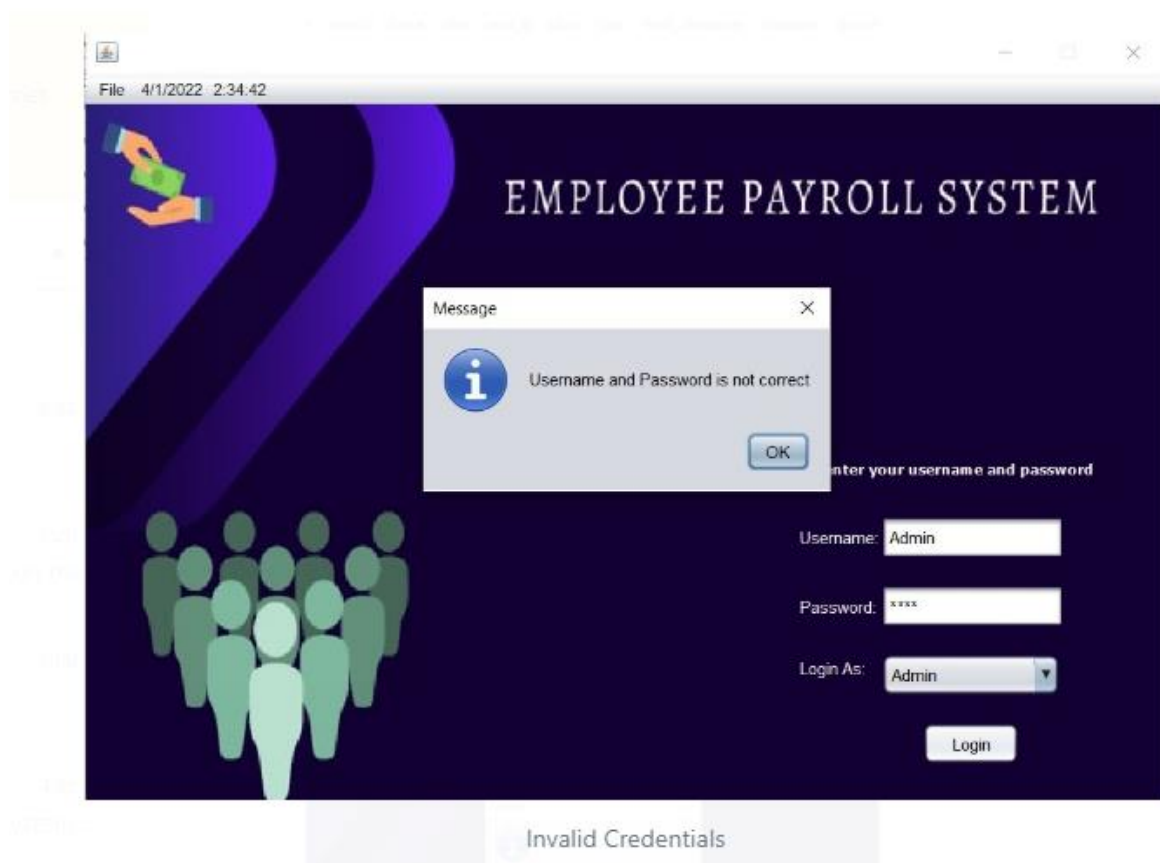 File 4/1/2022 2:34:42
EMPLOYEE PAYROLL SYSTEM
Message
Username and Password is not correct
OK
enter your username and password
Username: Admin
Password: ****
Login As: Admin
Login
Invalid Credentials